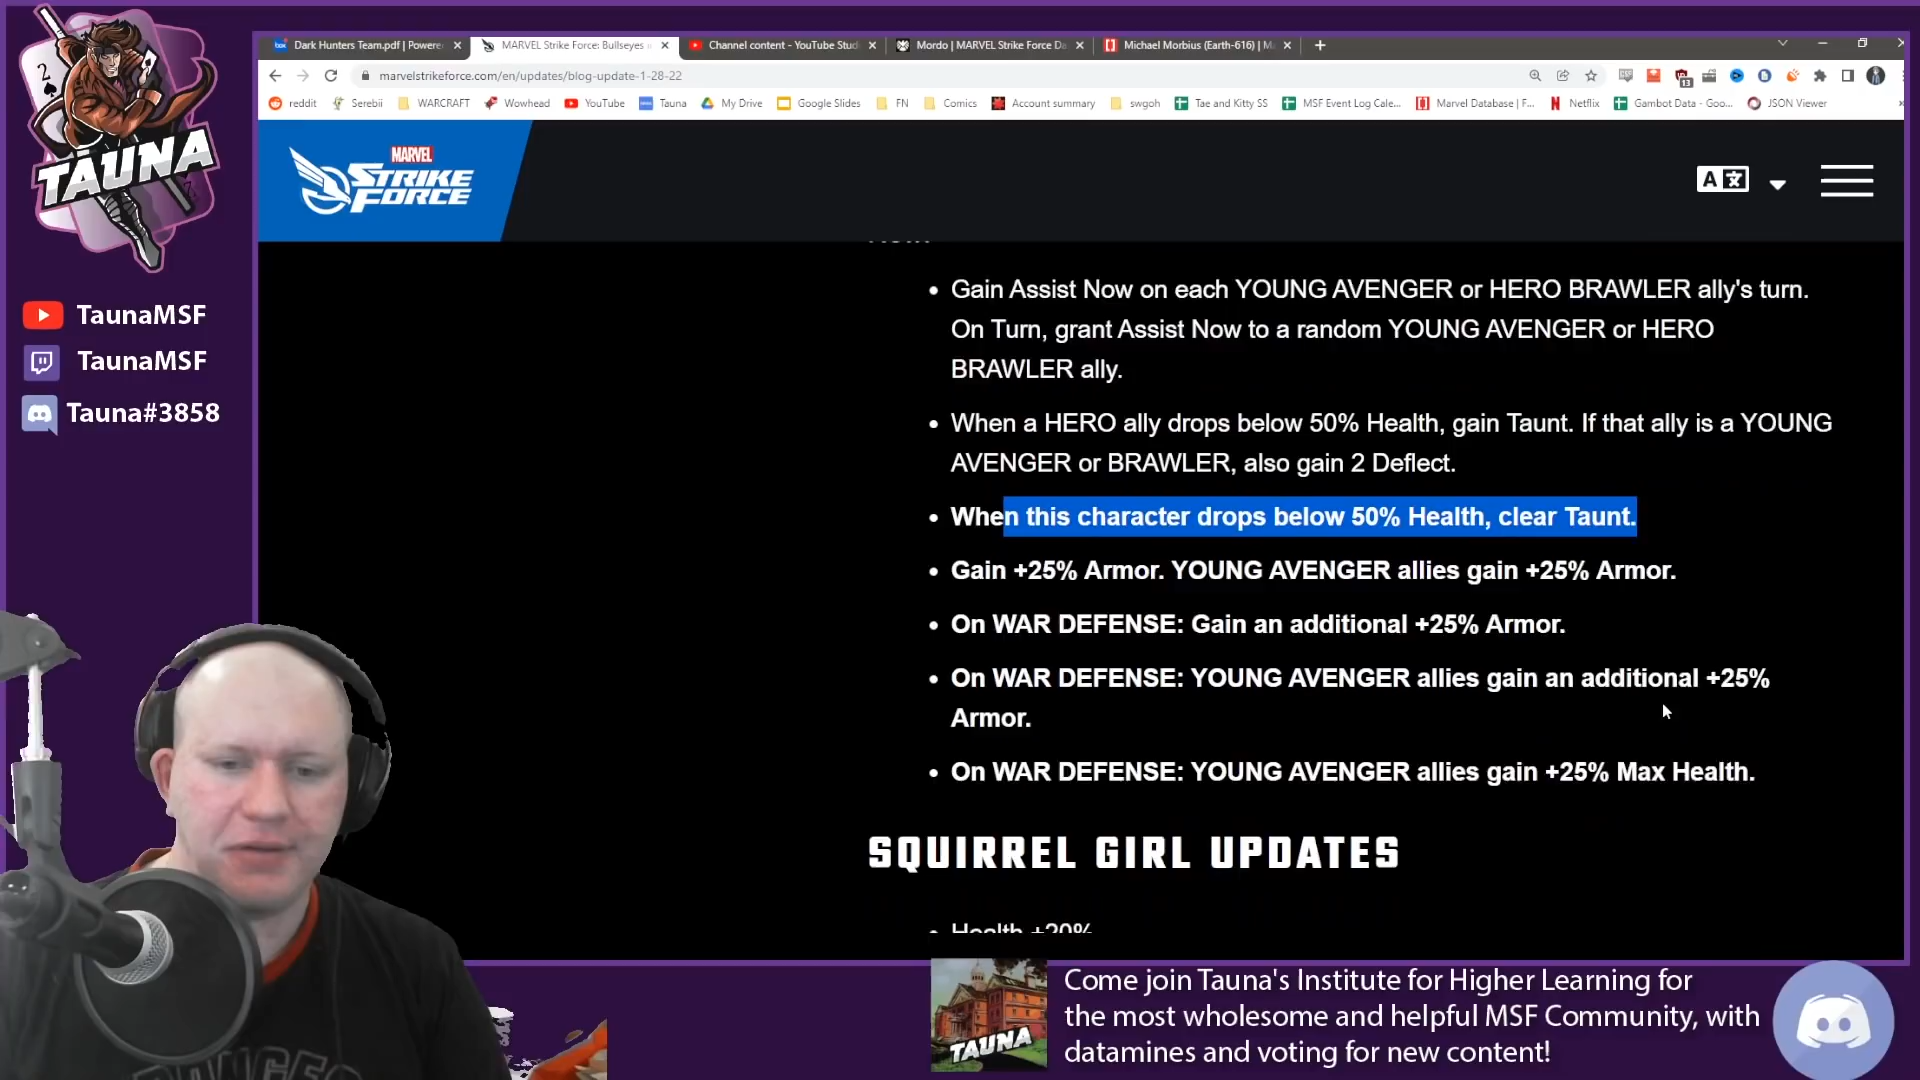 Dark Hunters Team.pdf | Powere
MARVEL Strike Force: Bullseyes
Channel content - YouTube Stud
Mordo | MARVEL Strike Force Da
Michael Morbius (Earth-616) | M
marvelstrikeforce.com/en/updates/blog-update-1-28-22
reddit
Serebii
WARCRAFT
Wowhead
YouTube
Tauna
My Drive
Google Slides
FN
Comics
Account summary
swgoh
Tae and Kitty SS
MSF Event Log Cale...
Marvel Database | F...
Netflix
Gambot Data - Goo...
JSON Viewer
13
2
TAUNA
MARVEL
STRIKE
FORCE
A
TaunaMSF
TaunaMSF
Tauna#3858
Gain Assist Now on each YOUNG AVENGER or HERO BRAWLER ally's turn.
On Turn, grant Assist Now to a random YOUNG AVENGER or HERO
BRAWLER ally.
When a HERO ally drops below 50% Health, gain Taunt. If that ally is a YOUNG
AVENGER or BRAWLER, also gain 2 Deflect.
When this character drops below 50% Health, clear Taunt.
Gain +25% Armor. YOUNG AVENGER allies gain +25% Armor.
On WAR DEFENSE: Gain an additional +25% Armor.
On WAR DEFENSE: YOUNG AVENGER allies gain an additional +25%
Armor.
On WAR DEFENSE: YOUNG AVENGER allies gain +25% Max Health.
SQUIRREL GIRL UPDATES
Health +20%
TAUNA
Come join Tauna's Institute for Higher Learning for
the most wholesome and helpful MSF Community, with
datamines and voting for new content!